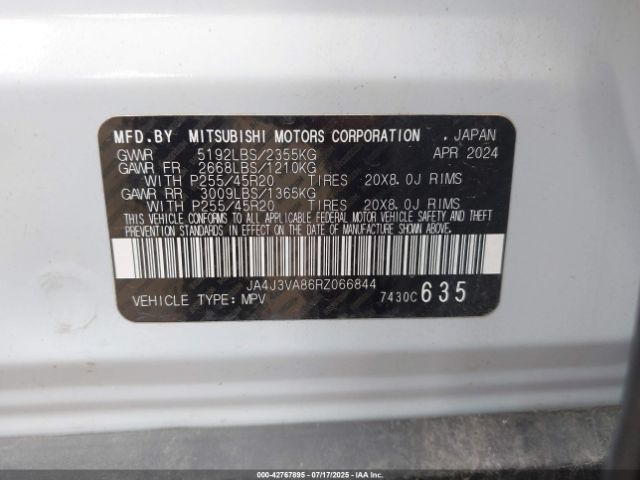 MFD.BY MITSUBISHI MOTORS CORPORATION . JAPAN
GVWR 5192LBS/2355KG APR 2024
GAWR FR 2668LBS/1210KG
WITH P255/45R20 TIRES 20X8.0J RIMS
GAWR RR 3009LBS/1365KG
WITH P255/45R20 TIRES 20X8.0J RIMS
THIS VEHICLE CONFORMS TO ALL APPLICABLE FEDERAL MOTOR VEHICLE SAFETY AND THEFT
PREVENTION STANDARDS IN EFFECT ON THE DATE OF MANUFACTURE SHOWN ABOVE.
JA4J3VA86RZ066844
VEHICLE TYPE: MPV 7430C 635
000-42767895 - 07/17/2025 - IAAI.COM